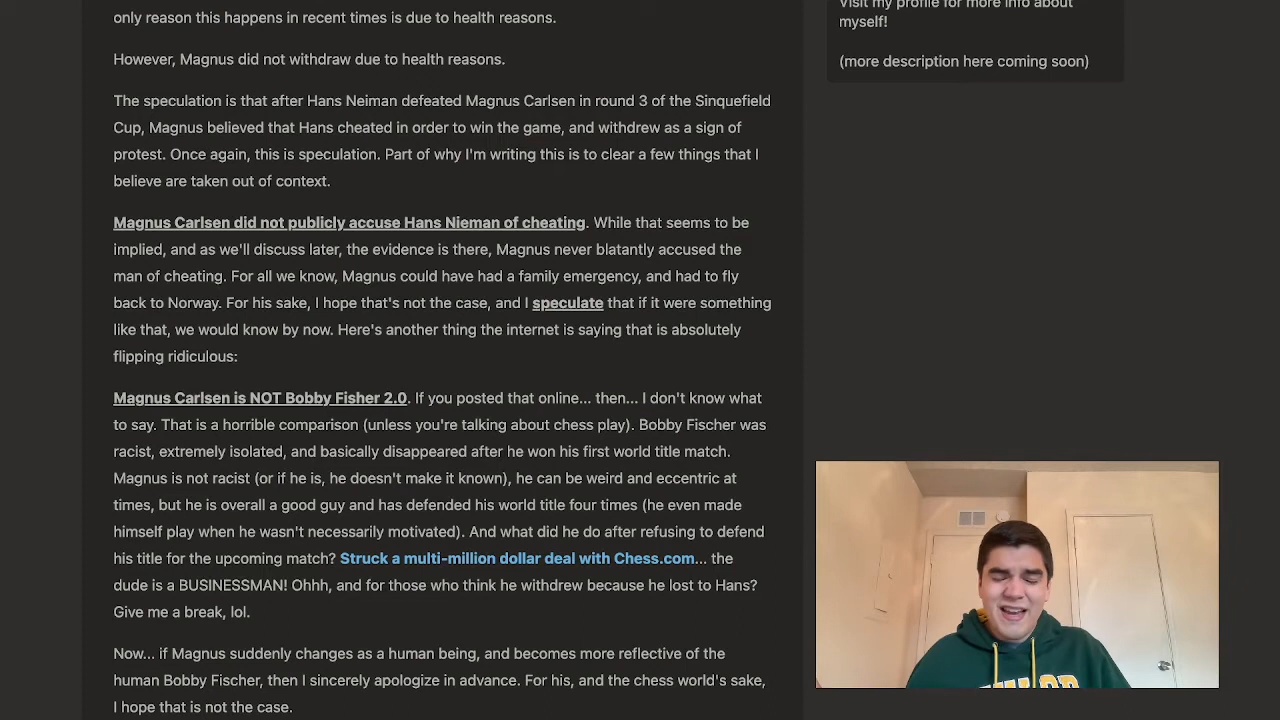 only reason this happens in recent times is due to health reasons.
However, Magnus did not withdraw due to health reasons.
The speculation is that after Hans Neiman defeated Magnus Carlsen in round 3 of the Sinquefield
Cup, Magnus believed that Hans cheated in order to win the game, and withdrew as a sign of
protest. Once again, this is speculation. Part of why I'm writing this is to clear a few things that I
believe are taken out of context.
Magnus Carlsen did not publicly accuse Hans Nieman of cheating. While that seems to be
implied, and as we'll discuss later, the evidence is there, Magnus never blatantly accused the
man of cheating. For all we know, Magnus could have had a family emergency, and had to fly
back to Norway. For his sake, I hope that's not the case, and I speculate that if it were something
like that, we would know by now. Here's another thing the internet is saying that is absolutely
flipping ridiculous:
Magnus Carlsen is NOT Bobby Fisher 2.0. If you posted that online... then... I don't know what
to say. That is a horrible comparison (unless you're talking about chess play). Bobby Fischer was
racist, extremely isolated, and basically disappeared after he won his first world title match.
Magnus is not racist (or if he is, he doesn't make it known), he can be weird and eccentric at
times, but he is overall a good guy and has defended his world title four times (he even made
himself play when he wasn't necessarily motivated). And what did he do after refusing to defend
his title for the upcoming match? Struck a multi-million dollar deal with Chess.com... the
dude is a BUSINESSMAN! Ohhh, and for those who think he withdrew because he lost to Hans?
Give me a break, lol.
Now... if Magnus suddenly changes as a human being, and becomes more reflective of the
human Bobby Fischer, then I sincerely apologize in advance. For his, and the chess world's sake,
I hope that is not the case.
Visit my profile for more info about
myself!
(more description here coming soon)